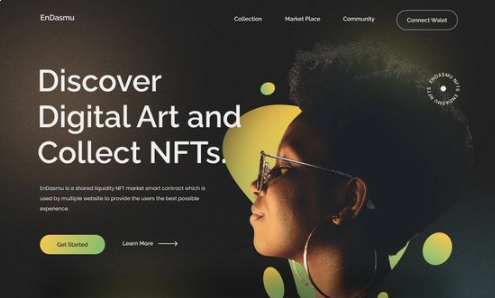 EnDasmu
Collection
Market Place
Community
Connect Walet
Discover
Digital Art and
Collect NFTs.
EnDasmu is a shared liquidity NFT market smart contract which is
used by multiple website to provide the users the best possible
experience.
Get Started
Learn More
ENDASMU NFTS ENDASMU NFTS